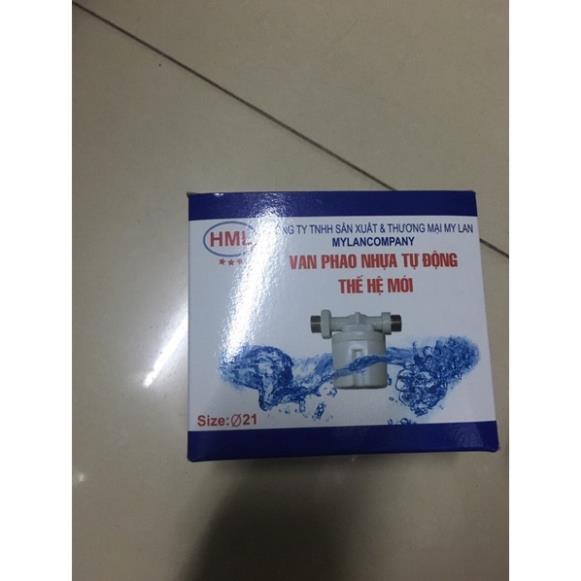 HML
CÔNG TY TNHH SẢN XUẤT & THƯƠNG MẠI MY LAN
MYLANCOMPANY
VAN PHAO NHỰA TỰ ĐỘNG
THẾ HỆ MỚI
Size: Ø21